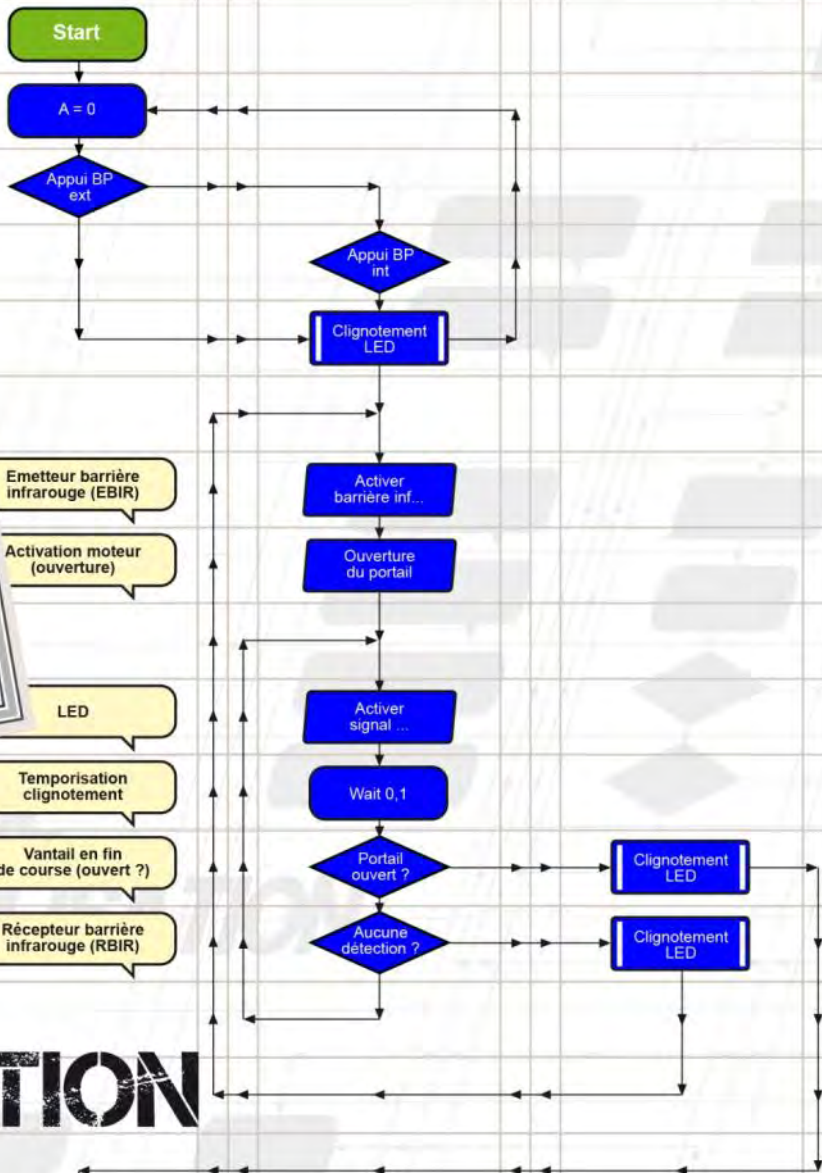 Start
A = 0
Appui BP
ext
Appui BP
int
Clignotement
LED
Emetteur barrière
infrarouge (EBIR)
Activer
barrière inf...
Activation moteur
(ouverture)
Ouverture
du portail
LED
Activer
signal ...
Temporisation
clignotement
Wait 0,1
Vantail en fin
de course (ouvert ?)
Portail
ouvert ?
Clignotement
LED
Récepteur barrière
infrarouge (RBIR)
Aucune
détection ?
Clignotement
LED
TION